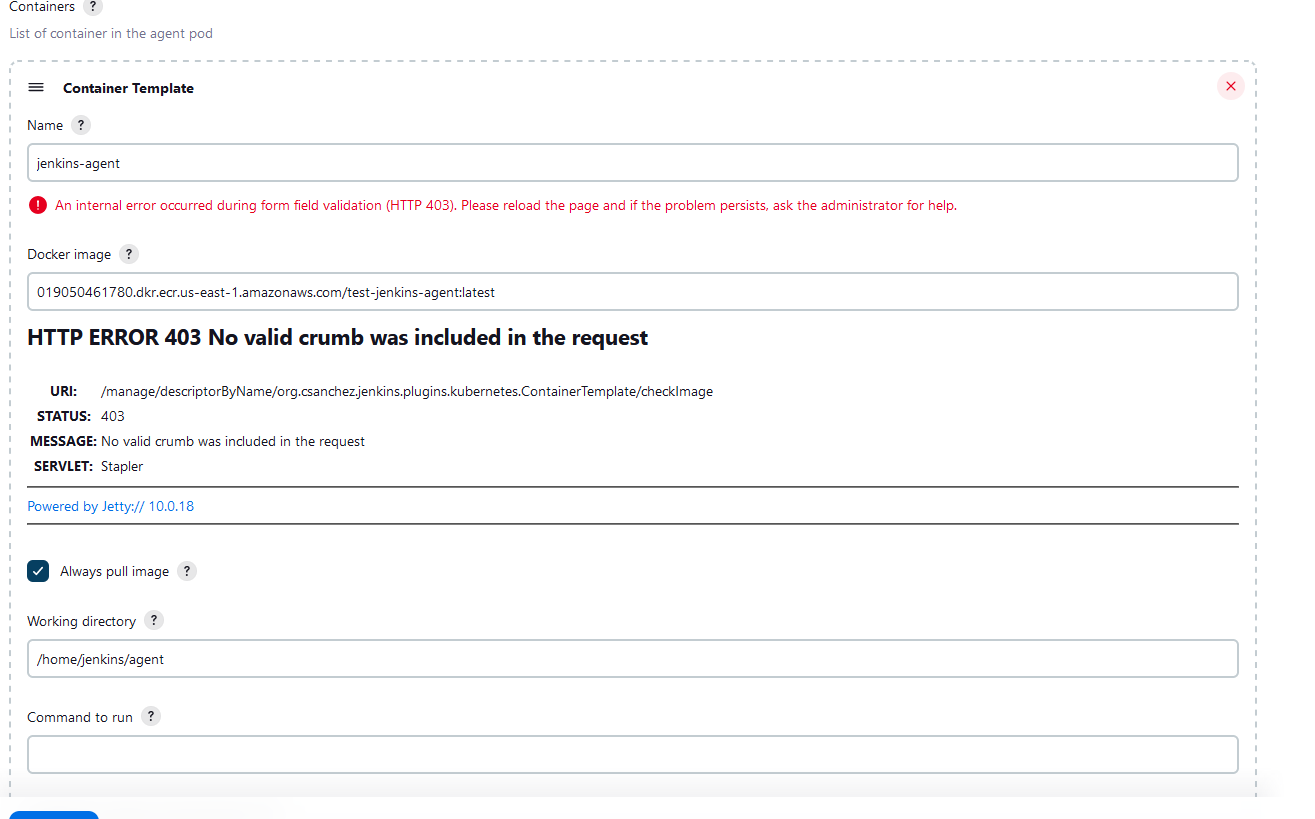 Containers ?
List of container in the agent pod
Container Template
Name ?
jenkins-agent
! An internal error occurred during form field validation (HTTP 403). Please reload the page and if the problem persists, ask the administrator for help.
Docker image ?
019050461780.dkr.ecr.us-east-1.amazonaws.com/test-jenkins-agent:latest
HTTP ERROR 403 No valid crumb was included in the request
URI: /manage/descriptorByName/org.csanchez.jenkins.plugins.kubernetes.ContainerTemplate/checkImage
STATUS: 403
MESSAGE: No valid crumb was included in the request
SERVLET: Stapler
Powered by Jetty:// 10.0.18
Always pull image ?
Working directory ?
/home/jenkins/agent
Command to run ?